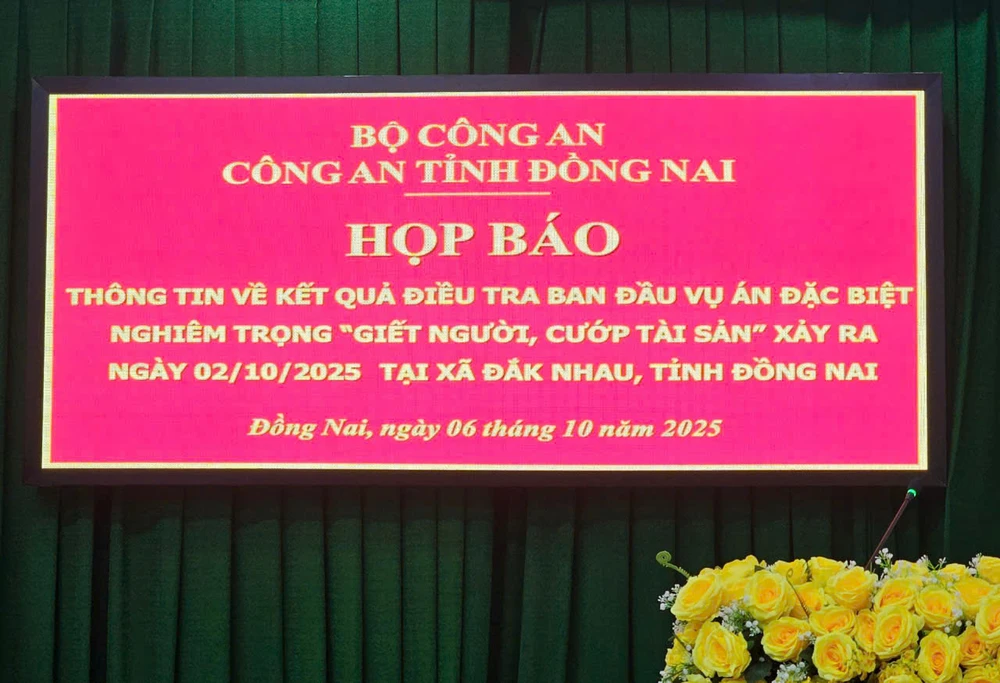 BỘ CÔNG AN
CÔNG AN TỈNH ĐỒNG NAI
HỌP BÁO
THÔNG TIN VỀ KẾT QUẢ ĐIỀU TRA BAN ĐẦU VỤ ÁN ĐẶC BIỆT
NGHIÊM TRỌNG “GIẾT NGƯỜI, CƯỚP TÀI SẢN” XẢY RA
NGÀY 02/10/2025 TẠI XÃ ĐẮK NHAU, TỈNH ĐỒNG NAI
Đồng Nai, ngày 06 tháng 10 năm 2025